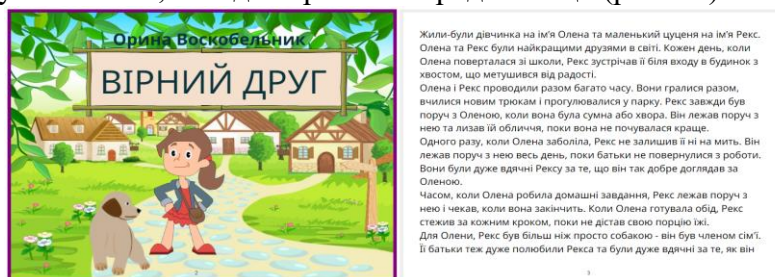 Орина Воскобельник
ВІРНИЙ ДРУГ
2
Жили-були дівчинка на ім'я Олена та маленький цуценя на ім'я Рекс.
Олена та Рекс були найкращими друзями в світі. Кожен день, коли
Олена поверталася зі школи, Рекс зустрічав її біля входу в будинок з
хвостом, що метушився від радості.
Олена і Рекс проводили разом багато часу. Вони гралися разом,
вчилися новим трюкам і прогулювалися у парку. Рекс завжди був
поруч з Оленою, коли вона була сумна або хвора. Він лежав поруч з
нею та лизав їй обличчя, поки вона не почувалася краще.
Одного разу, коли Олена заболіла, Рекс не залишив її ні на мить. Він
лежав поруч з нею весь день, поки батьки не повернулися з роботи.
Вони були дуже вдячні Рексу за те, що він так добре доглядав за
Оленою.
Часом, коли Олена робила домашні завдання, Рекс лежав поруч з
нею і чекав, коли вона закінчить. Коли Олена готувала обід, Рекс
стежив за кожним кроком, поки не дістав свою порцію їжі.
Для Олени, Рекс був більш ніж просто собакою - він був членом сім'ї.
Її батьки теж дуже полюбили Рекса та були дуже вдячні за те, як він
3